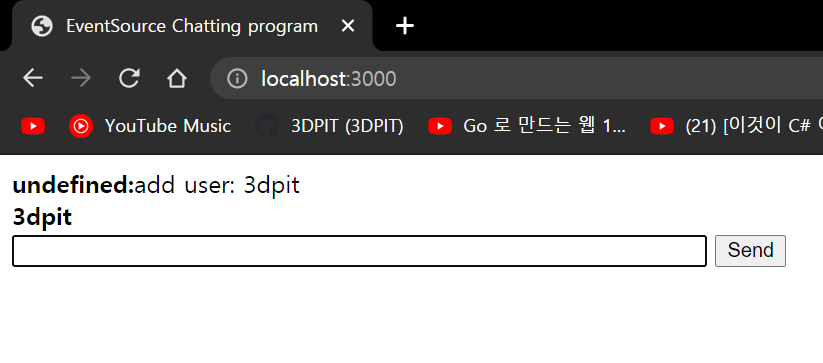 EventSource Chatting program
localhost:3000
YouTube Music 3DPIT (3DPIT) Go 로 만드는 웹 1... (21) [이것이 C#
undefined:add user: 3dpit
3dpit
Send